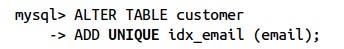 mysql> ALTER TABLE customer
    -> ADD UNIQUE idx_email (email);